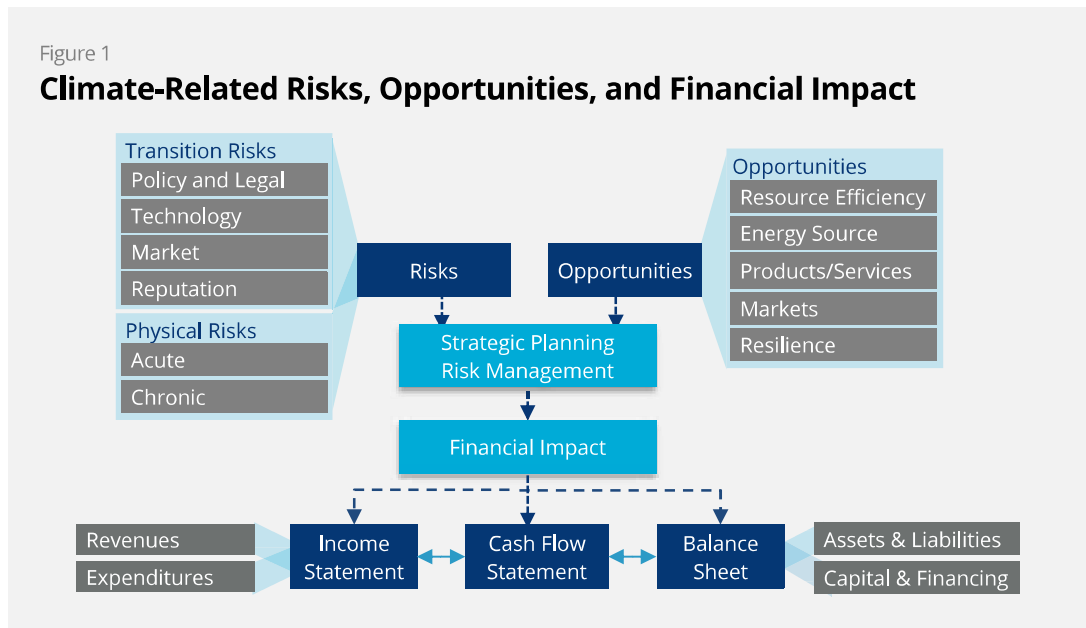 Figure 1
Climate-Related Risks, Opportunities, and Financial Impact
Transition Risks
Policy and Legal
Technology
Market
Reputation
Physical Risks
Acute
Chronic
Risks
Opportunities
Opportunities
Resource Efficiency
Energy Source
Products/Services
Markets
Resilience
Strategic Planning
Risk Management
Financial Impact
Revenues
Expenditures
Income
Statement
Cash Flow
Statement
Balance
Sheet
Assets & Liabilities
Capital & Financing